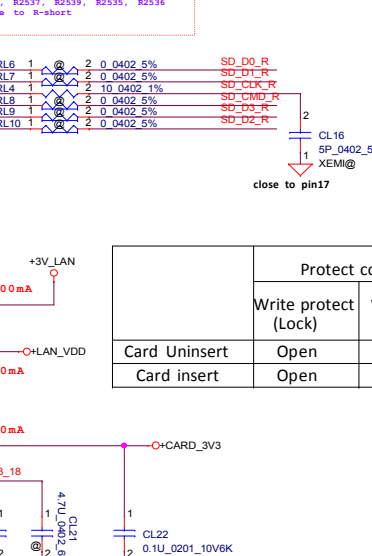 , R2537, R2539, R2535, R2536
e to R-short
RL6 1 @ 2 0_0402_5% SD_D0_R
RL7 1 @ 2 0_0402_5% SD_D1_R
RL4 1 2 10_0402_1% SD_CLK_R
RL8 1 @ 2 0_0402_5% SD_CMD_R
RL9 1 @ 2 0_0402_5% SD_D3_R
RL10 1 @ 2 0_0402_5% SD_D2_R
2
CL16
5P_0402_5
1
XEMI@
close to pin17
+3V_LAN
00mA
+LAN_VDD
0mA
Protect co
Write protect
(Lock)
Card Uninsert Open
Card insert Open
0mA
+CARD_3V3
3_18
1
1
CL21
4.7U_0402_6
@
2
2
1
CL22
0.1U_0201_10V6K
2